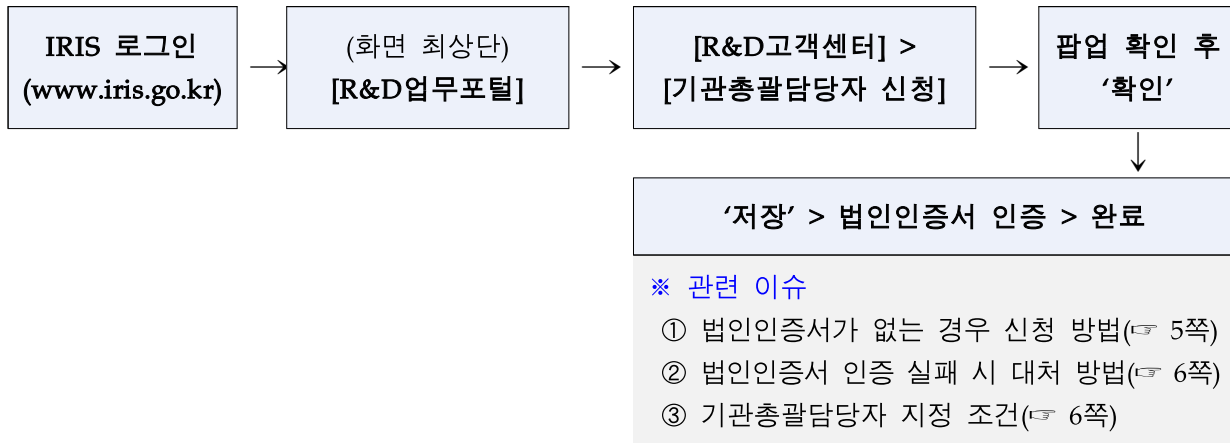 IRIS 로그인
(www.iris.go.kr)
→
(화면 최상단)
[R&D업무포털]
→
[R&D고객센터] >
[기관총괄담당자 신청]
→
팝업 확인 후
‘확인’
↓
‘저장’ > 법인인증서 인증 > 완료
※ 관련 이슈
① 법인인증서가 없는 경우 신청 방법(☞ 5쪽)
② 법인인증서 인증 실패 시 대처 방법(☞ 6쪽)
③ 기관총괄담당자 지정 조건(☞ 6쪽)